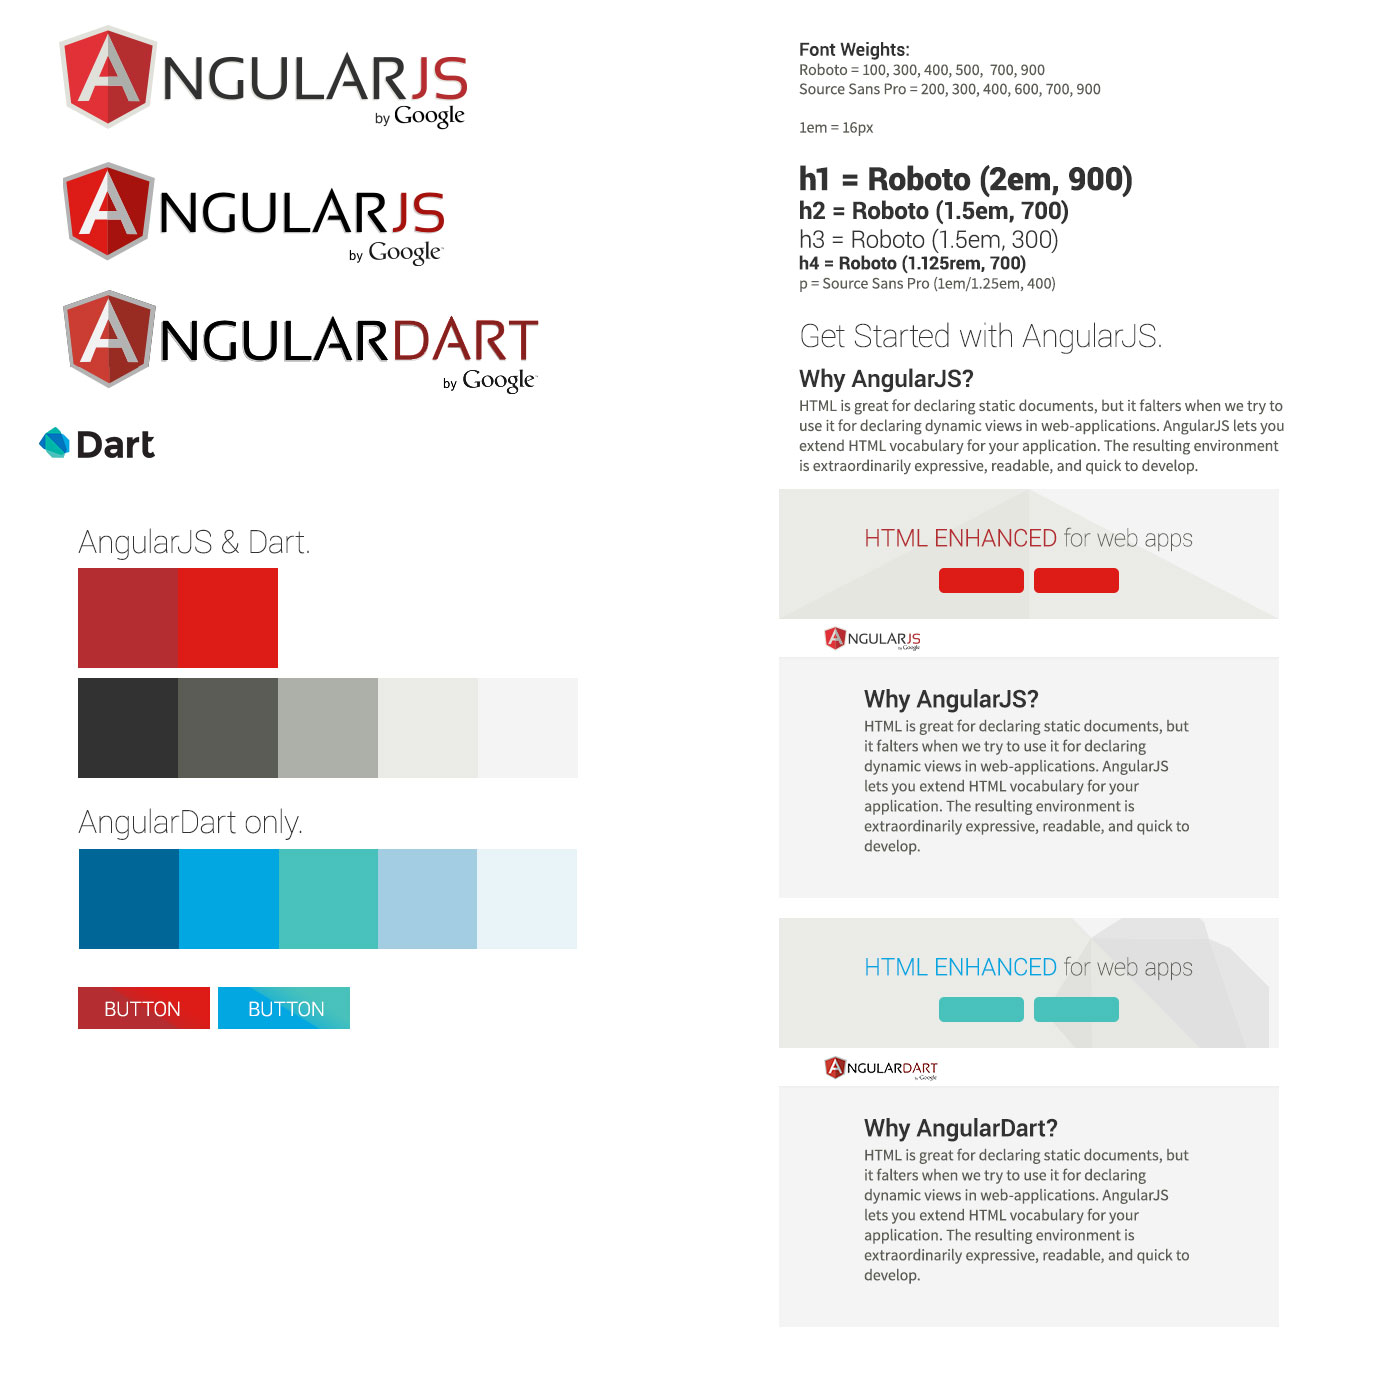 ANGULARJS
by Google
ANGULARJS
by Google
ANGULARDART
by Google
Dart
AngularJS & Dart.
AngularDart only.
BUTTON BUTTON
Font Weights:
Roboto = 100, 300, 400, 500, 700, 900
Source Sans Pro = 200, 300, 400, 600, 700, 900
1em = 16px
h1 = Roboto (2em, 900)
h2 = Roboto (1.5em, 700)
h3 = Roboto (1.5em, 300)
h4 = Roboto (1.125rem, 700)
p = Source Sans Pro (1em/1.25em, 400)
Get Started with AngularJS.
Why AngularJS?
HTML is great for declaring static documents, but it falters when we try to
use it for declaring dynamic views in web-applications. AngularJS lets you
extend HTML vocabulary for your application. The resulting environment
is extraordinarily expressive, readable, and quick to develop.
HTML ENHANCED for web apps
ANGULARJS
by Google
Why AngularJS?
HTML is great for declaring static documents, but
it falters when we try to use it for declaring
dynamic views in web-applications. AngularJS
lets you extend HTML vocabulary for your
application. The resulting environment is
extraordinarily expressive, readable, and quick to
develop.
HTML ENHANCED for web apps
ANGULARDART
by Google
Why AngularDart?
HTML is great for declaring static documents, but
it falters when we try to use it for declaring
dynamic views in web-applications. AngularJS
lets you extend HTML vocabulary for your
application. The resulting environment is
extraordinarily expressive, readable, and quick to
develop.